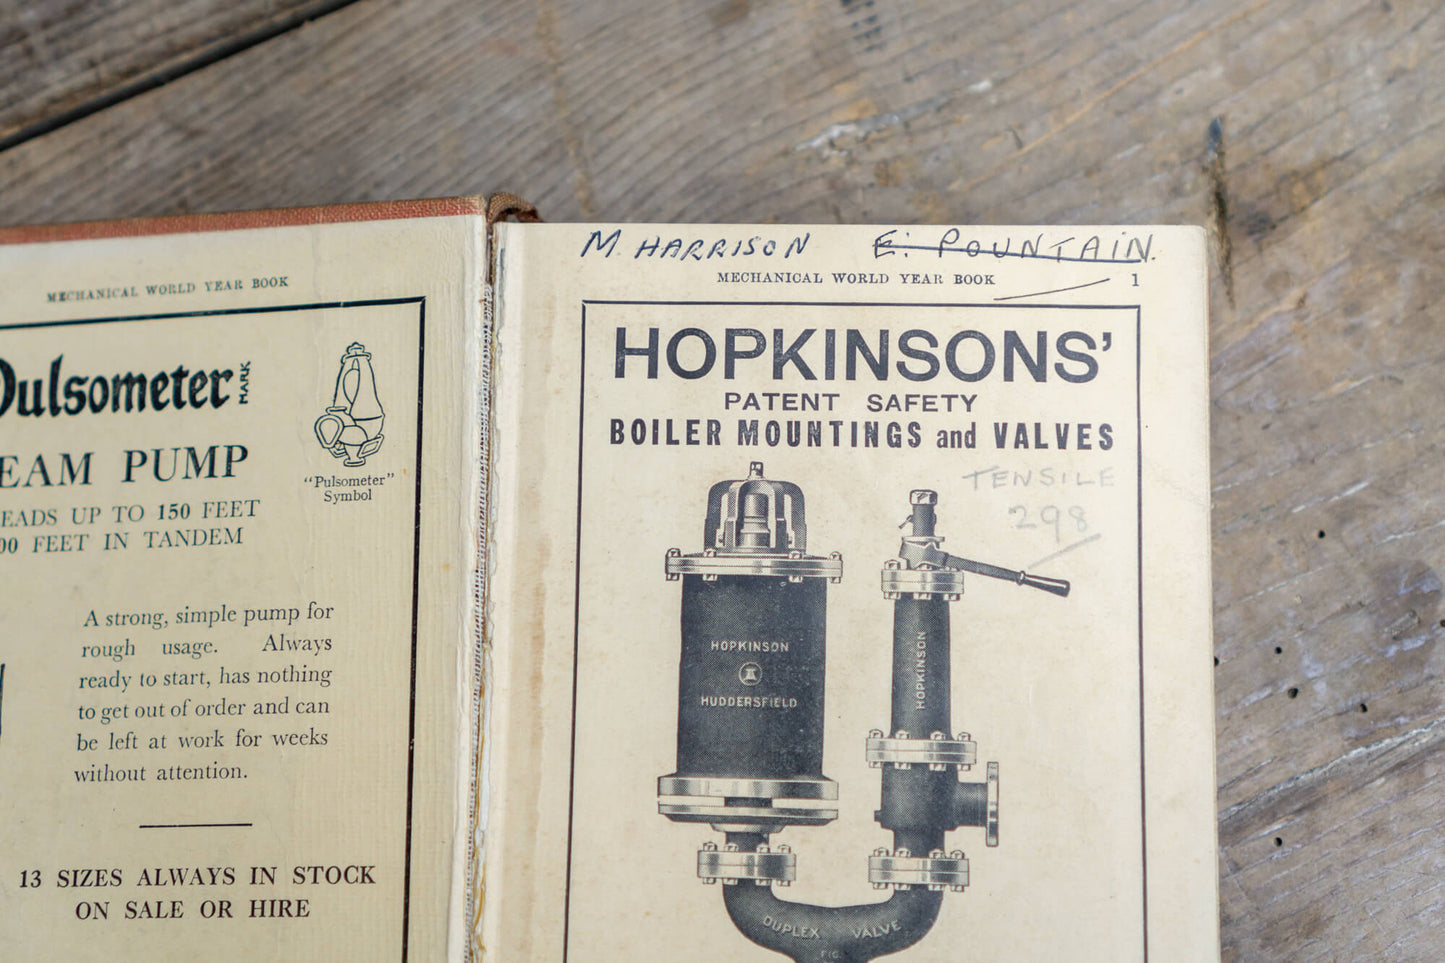 MECHANICAL WORLD YEAR BOOK
Pulsometer MARK
EAM PUMP
"Pulsometer"
Symbol
EADS UP TO 150 FEET
00 FEET IN TANDEM
A strong, simple pump for
rough usage. Always
ready to start, has nothing
to get out of order and can
be left at work for weeks
without attention.
13 SIZES ALWAYS IN STOCK
ON SALE OR HIRE
M. HARRISON E. POUNTAIN.
MECHANICAL WORLD YEAR BOOK 1
HOPKINSONS'
PATENT SAFETY
BOILER MOUNTINGS and VALVES
TENSILE
298
HOPKINSON
HUDDERSFIELD
HOPKINSON
DUPLEX VALVE
FIG.